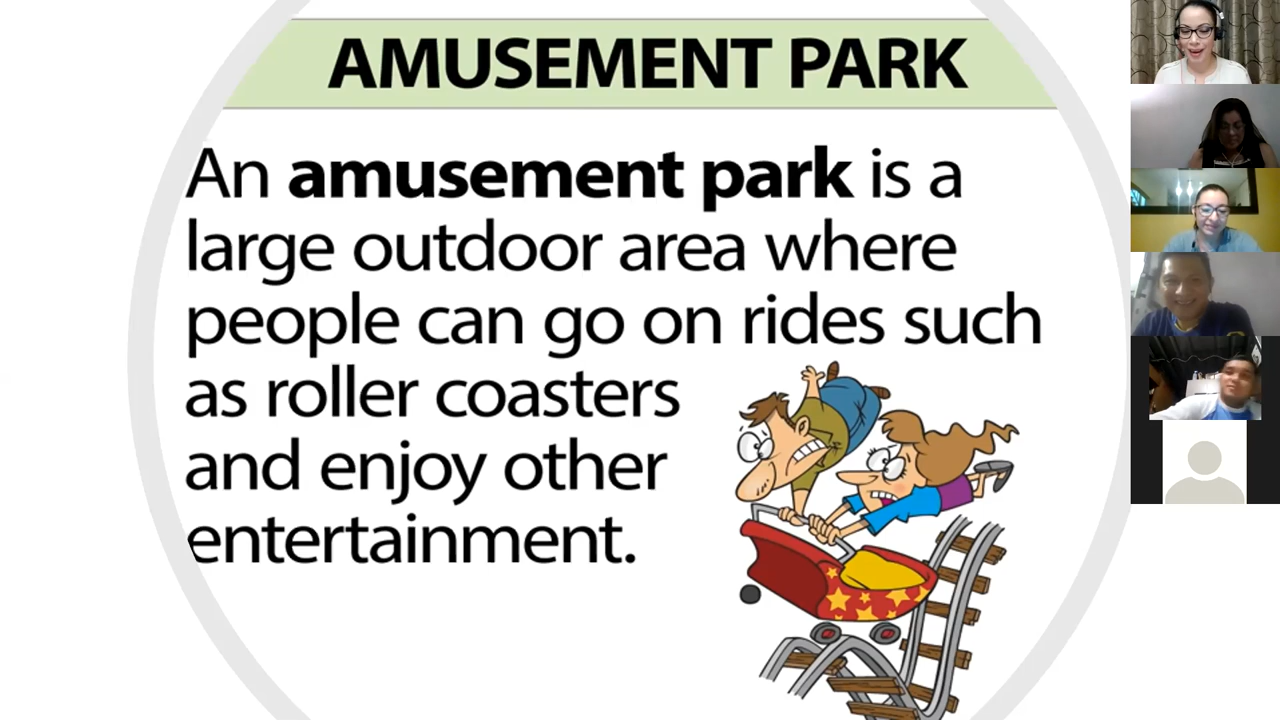 AMUSEMENT PARK
An amusement park is a
large outdoor area where
people can go on rides such
as roller coasters
and enjoy other
entertainment.